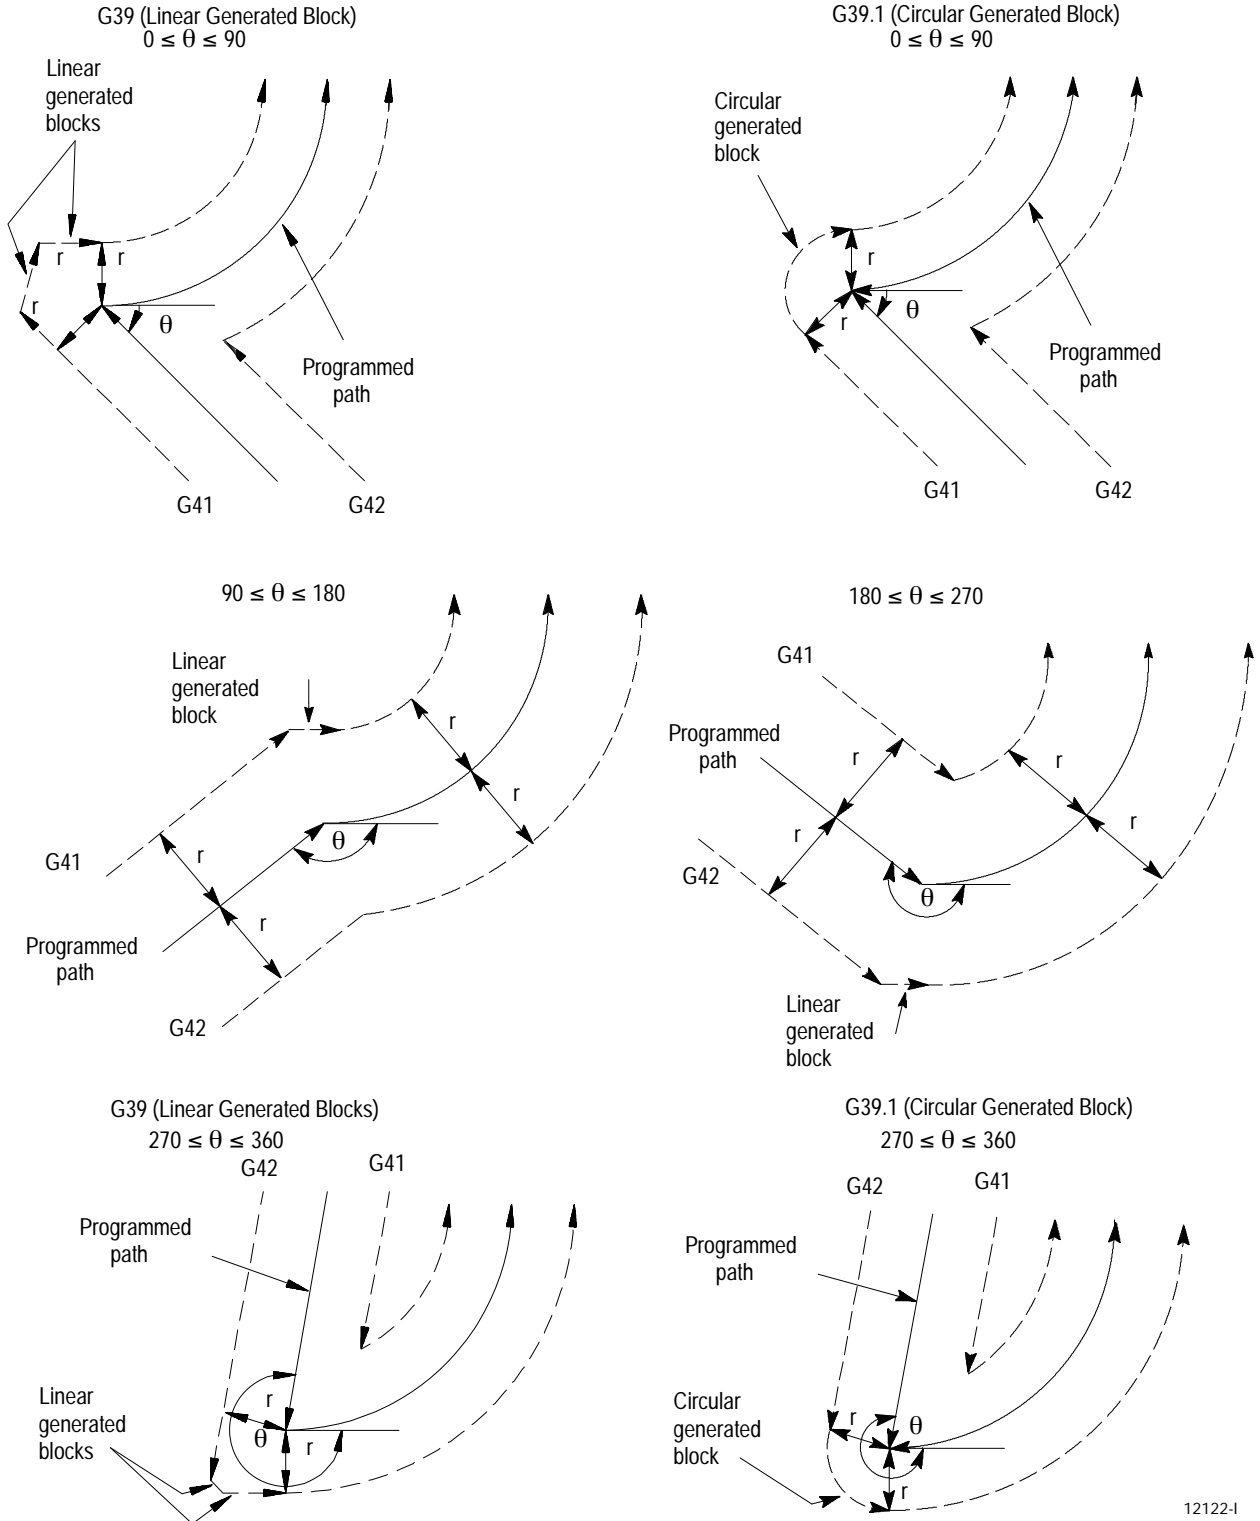 G39 (Linear Generated Block)
0 ≤ θ ≤ 90
Linear
generated
blocks
r
r
r
θ
Programmed
path
G41
G42
G39.1 (Circular Generated Block)
0 ≤ θ ≤ 90
Circular
generated
block
r
r
θ
Programmed
path
G41
G42
90 ≤ θ ≤ 180
Linear
generated
block
r
r
θ
G41
r
r
Programmed
path
G42
180 ≤ θ ≤ 270
G41
Programmed
path
r
r
r
r
G42
θ
Linear
generated
block
G39 (Linear Generated Blocks)
270 ≤ θ ≤ 360
G42
G41
Programmed
path
r
θ
r
Linear
generated
blocks
G39.1 (Circular Generated Block)
270 ≤ θ ≤ 360
G42
G41
Programmed
path
r
θ
r
Circular
generated
block
12122-I